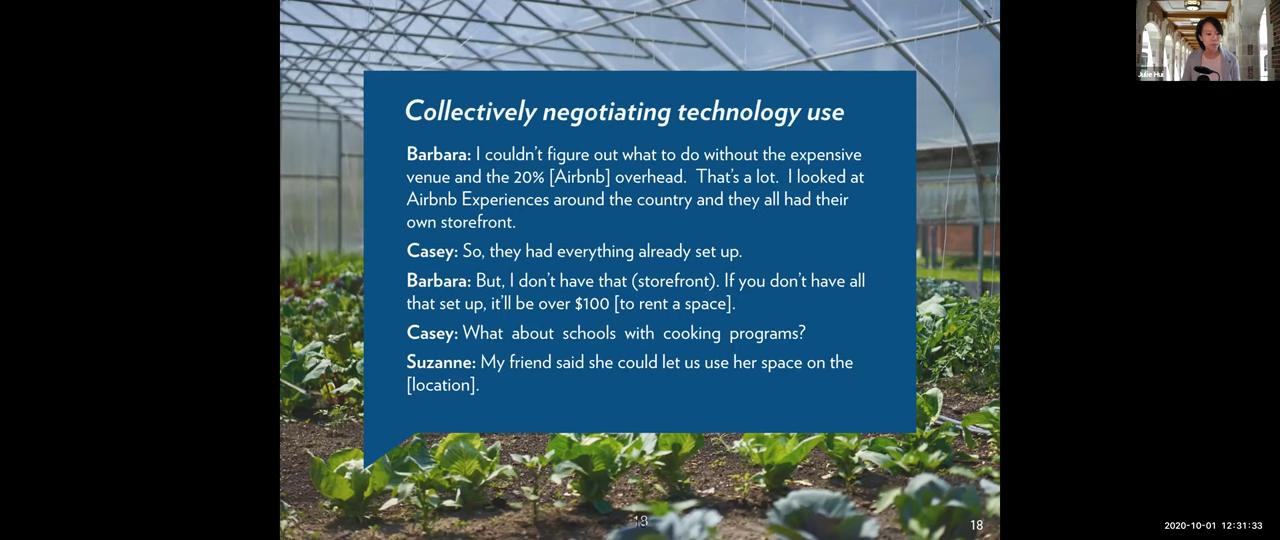 Collectively negotiating technology use
Barbara: I couldn't figure out what to do without the expensive
venue and the 20% [Airbnb] overhead.  That's a lot.  I looked at
Airbnb Experiences around the country and they all had their
own storefront.
Casey: So, they had everything already set up.
Barbara: But, I don't have that (storefront). If you don't have all
that set up, it'll be over $100 [to rent a space].
Casey: What about schools with cooking programs?
Suzanne: My friend said she could let us use her space on the
[location].
18
18
Julie Hui
2020-10-01 12:31:33